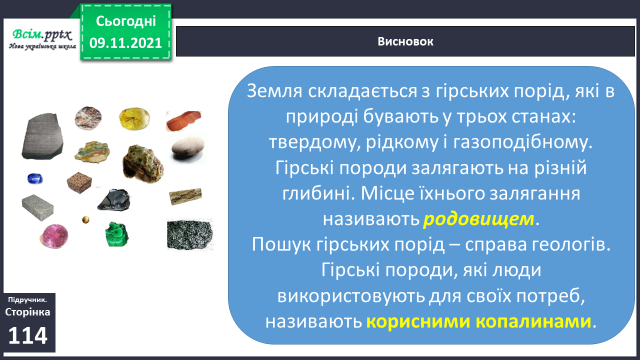 Всім.pptx
Нова українська школа
Сьогодні
09.11.2021
Висновок
Земля складається з гірських порід, які в
природі бувають у трьох станах:
твердому, рідкому і газоподібному.
Гірські породи залягають на різній
глибині. Місце їхнього залягання
називають родовищем.
Пошук гірських порід – справа геологів.
Гірські породи, які люди
використовують для своїх потреб,
називають корисними копалинами.
Підручник.
Сторінка
114